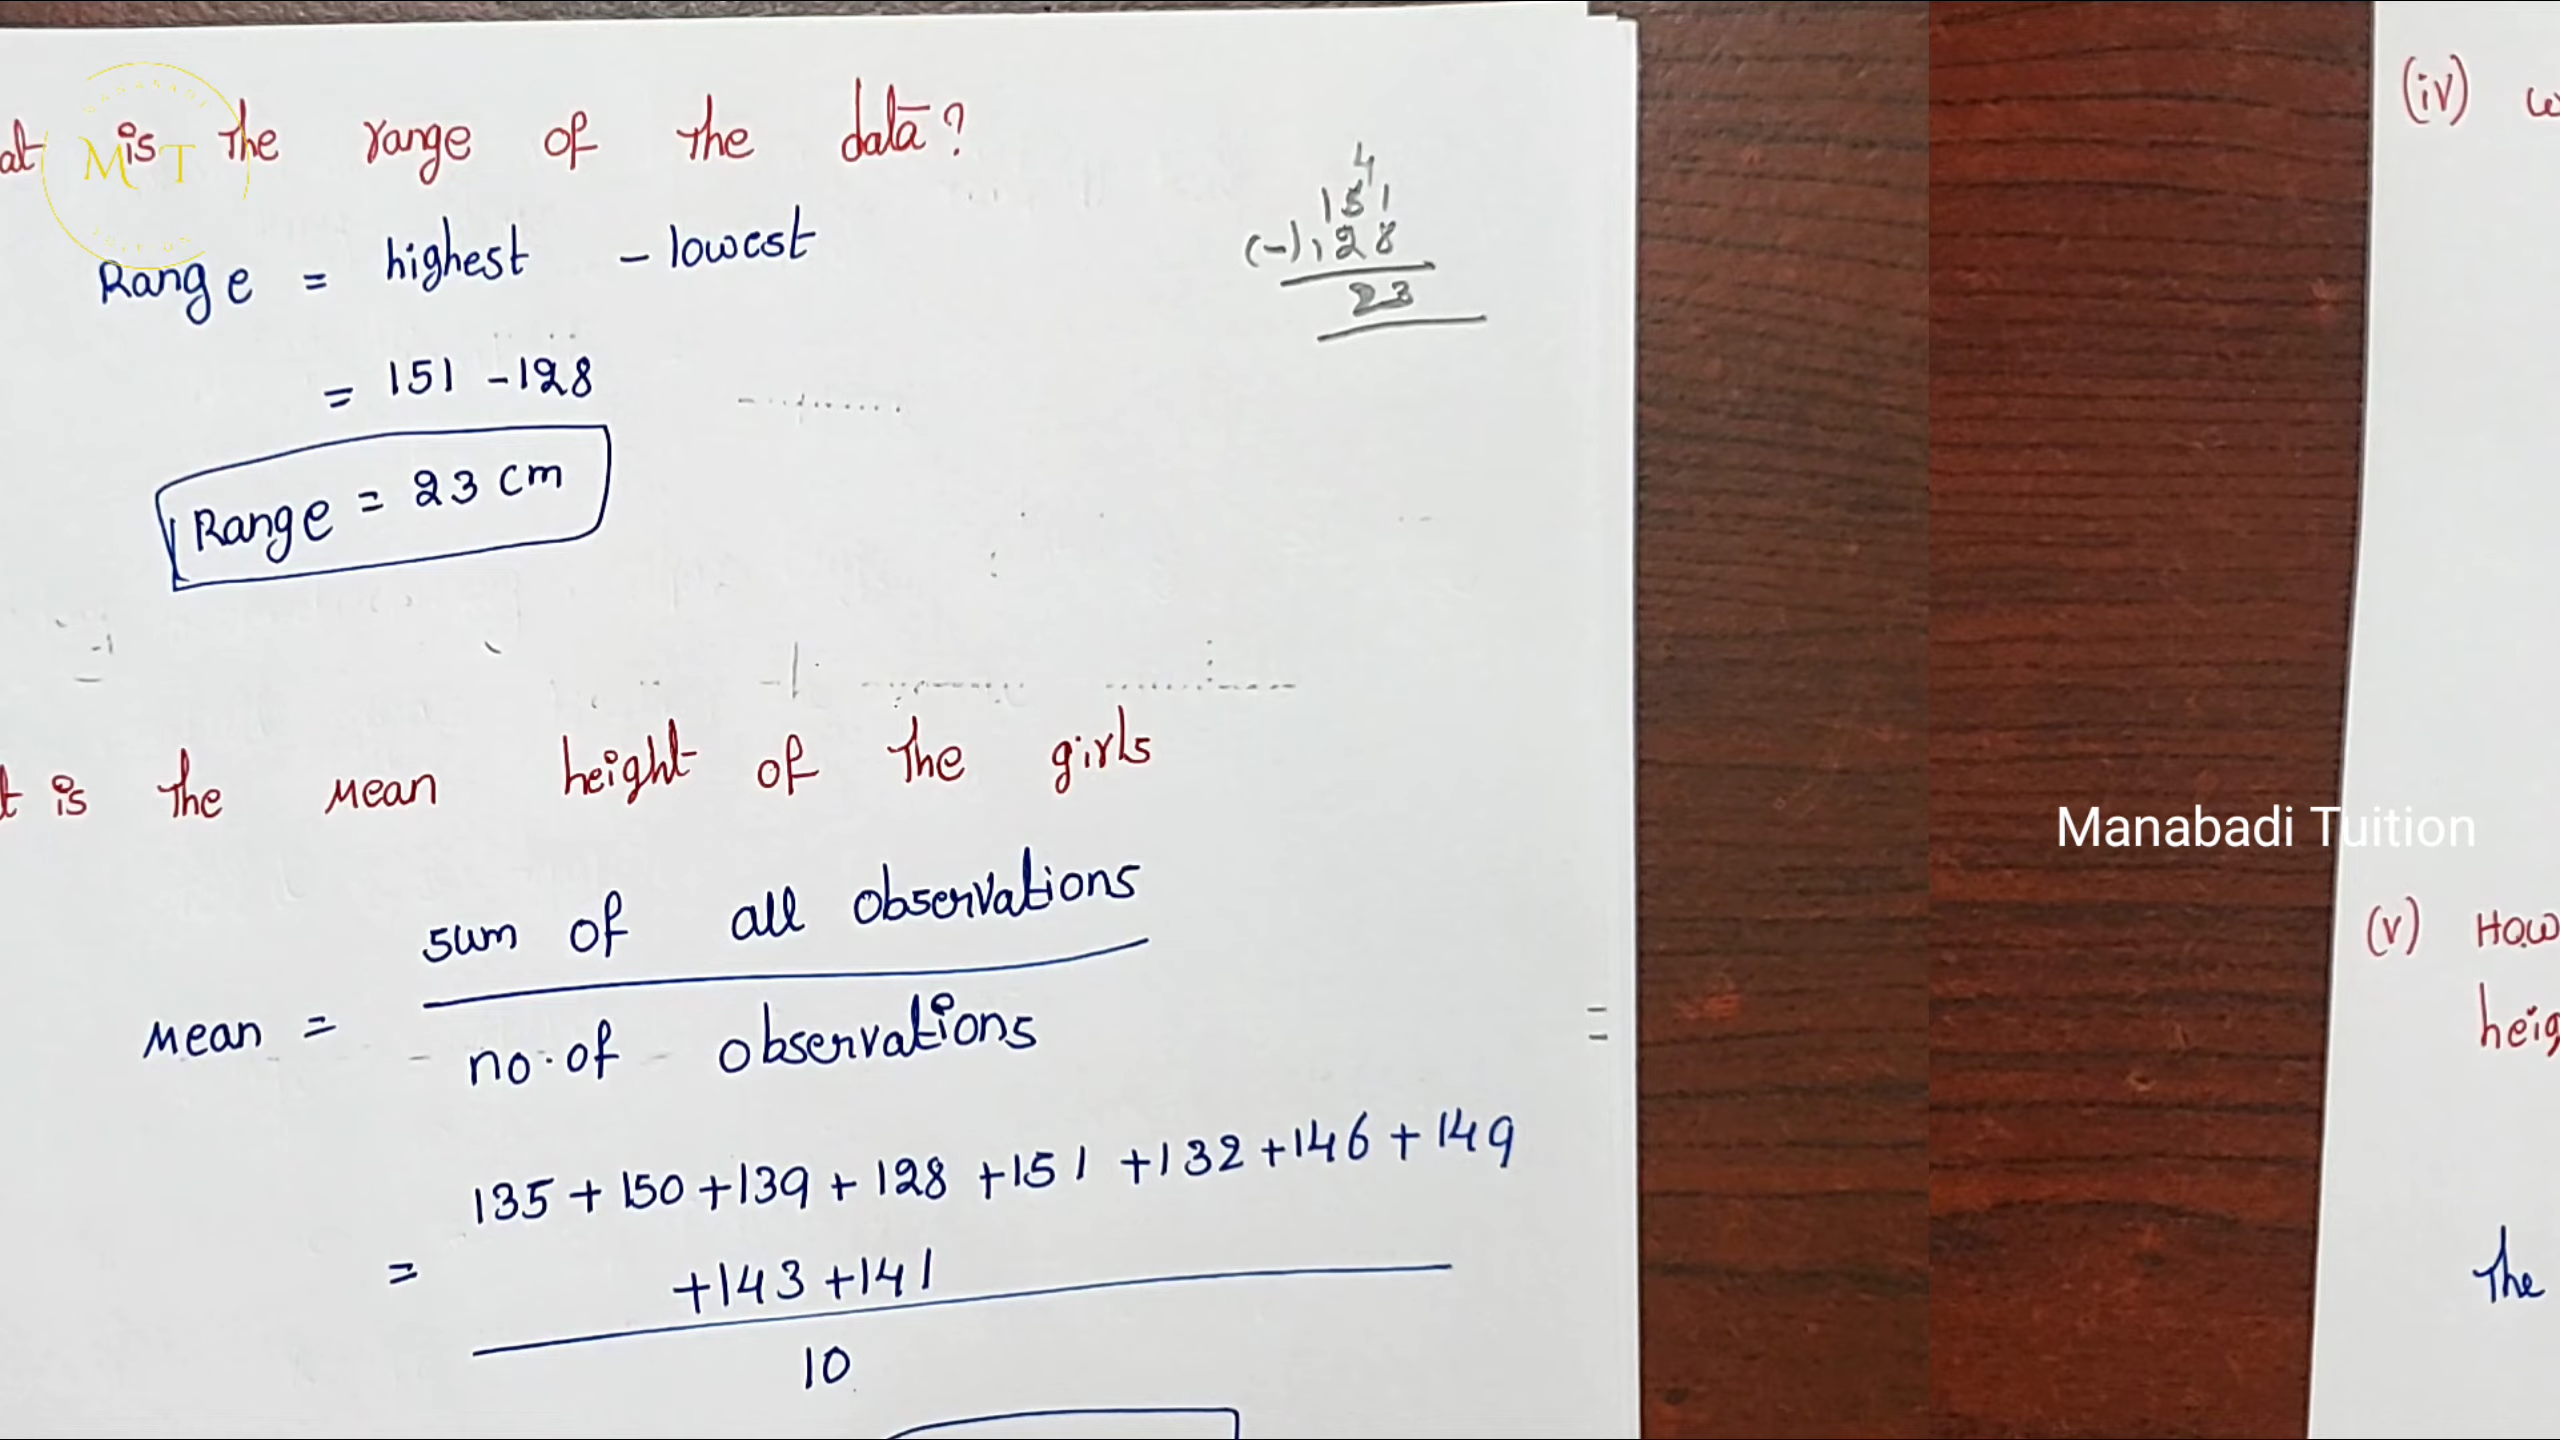 at is the range of the data?
M T
Range = highest - lowest
= 151 - 128
Range = 23 cm
4
151
(-) 128
23
t is the mean height of the girls
Mean = sum of all observations
no. of observations
= 135 + 150 + 139 + 128 + 151 + 132 + 146 + 149
+ 143 + 141
10
=
(iv) w
Manabadi Tuition
(v) How
heig
The